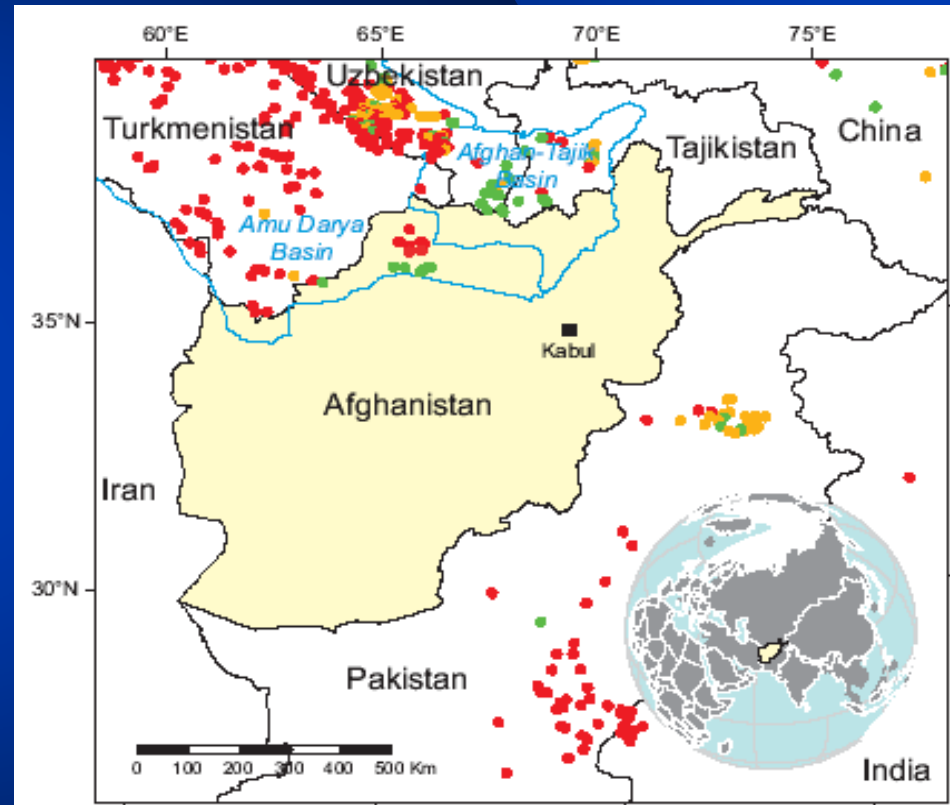 60°E 65°E 70°E 75°E
Uzbekistan
Turkmenistan
Tajikistan
China
Afghan-Tajik
Basin
Amu Darya
Basin
35°N
Kabul
Afghanistan
Iran
30°N
Pakistan
0 100 200 300 400 500 Km
India